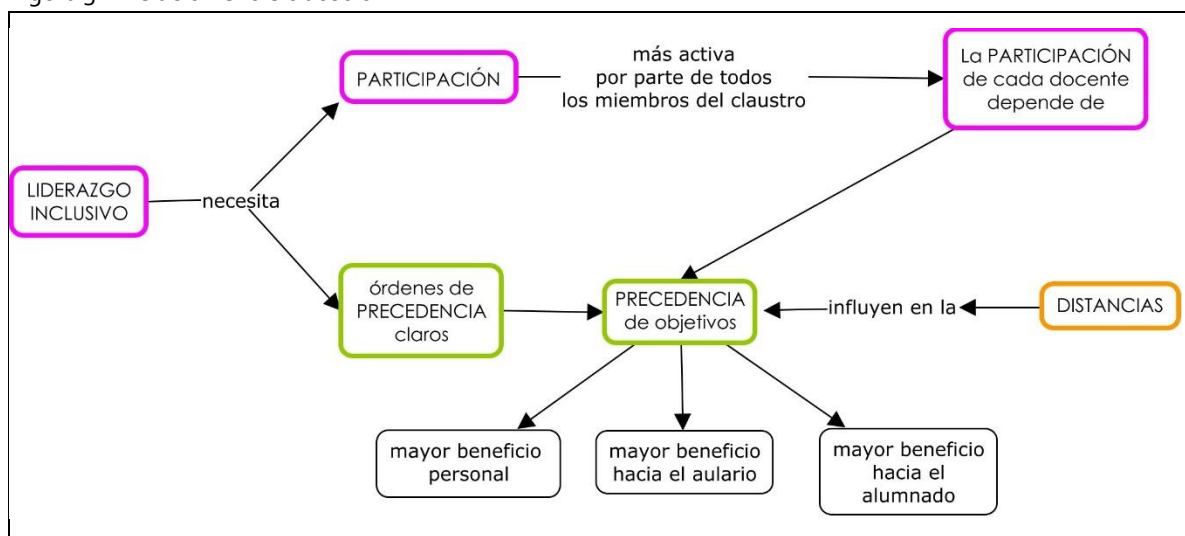 PARTICIPACIÓN
más activa
por parte de todos
los miembros del claustro
La PARTICIPACIÓN
de cada docente
depende de
LIDERAZGO
INCLUSIVO
necesita
órdenes de
PRECEDENCIA
claros
PRECEDENCIA
de objetivos
influyen en la
DISTANCIAS
mayor beneficio
personal
mayor beneficio
hacia el aulario
mayor beneficio
hacia el
alumnado